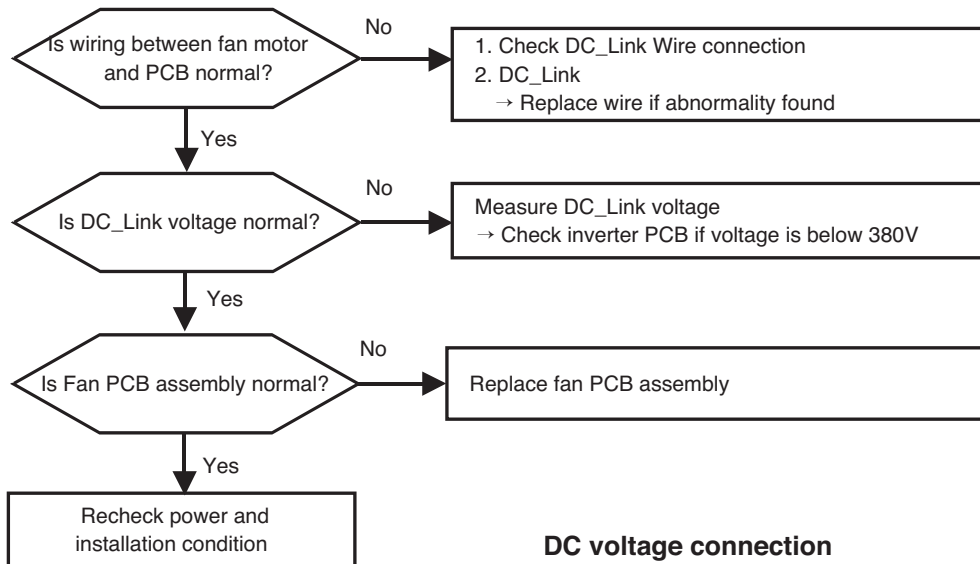 Is wiring between fan motor
and PCB normal?
No
1. Check DC_Link Wire connection
2. DC_Link
→ Replace wire if abnormality found
Yes
Is DC_Link voltage normal?
No
Measure DC_Link voltage
→ Check inverter PCB if voltage is below 380V
Yes
Is Fan PCB assembly normal?
No
Replace fan PCB assembly
Yes
Recheck power and
installation condition
DC voltage connection